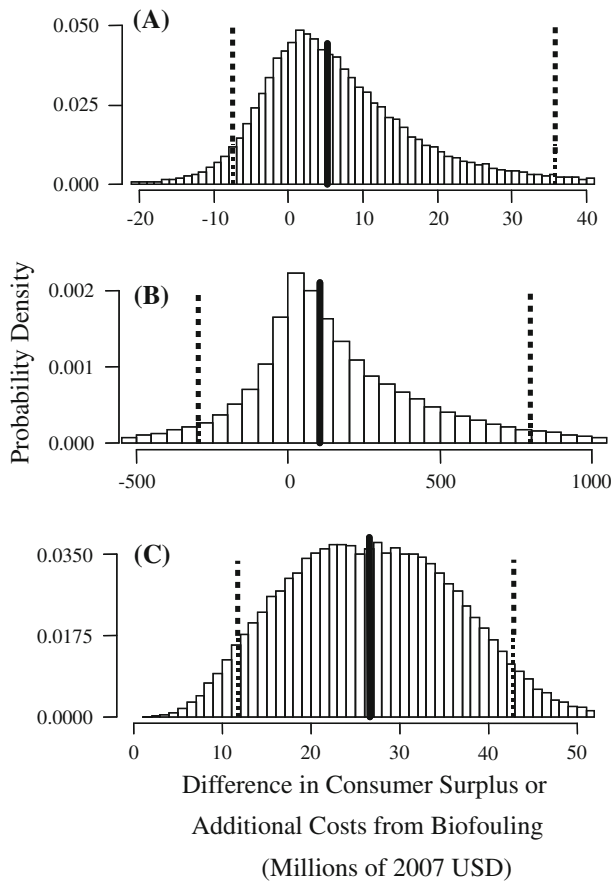 (A)
0.050
0.025
0.000
-20 -10 0 10 20 30 40
(B)
0.002
0.001
0.000
-500 0 500 1000
Probability Density
(C)
0.0350
0.0175
0.0000
0 10 20 30 40 50
Difference in Consumer Surplus or
Additional Costs from Biofouling
(Millions of 2007 USD)